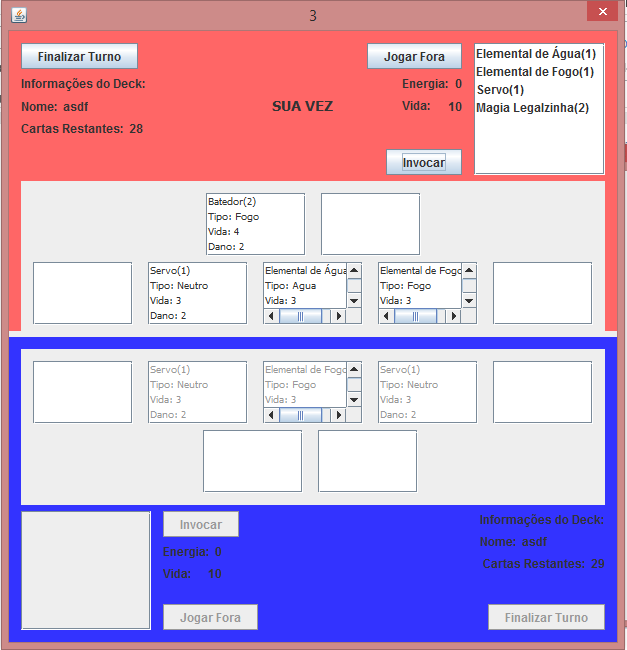 3
Finalizar Turno
Jogar Fora
Informações do Deck:
Energia: 0
Nome: asdf
SUA VEZ
Vida: 10
Cartas Restantes: 28
Invocar
Elemental de Água(1)
Elemental de Fogo(1)
Servo(1)
Magia Legalzinha(2)
Batedor(2)
Tipo: Fogo
Vida: 4
Dano: 2
Servo(1)
Tipo: Neutro
Vida: 3
Dano: 2
Elemental de Água
Tipo: Agua
Vida: 3
Elemental de Fogo
Tipo: Fogo
Vida: 3
Servo(1)
Tipo: Neutro
Vida: 3
Dano: 2
Elemental de Fogo
Tipo: Fogo
Vida: 3
Servo(1)
Tipo: Neutro
Vida: 3
Dano: 2
Invocar
Energia: 0
Vida: 10
Jogar Fora
Informações do Deck:
Nome: asdf
Cartas Restantes: 29
Finalizar Turno